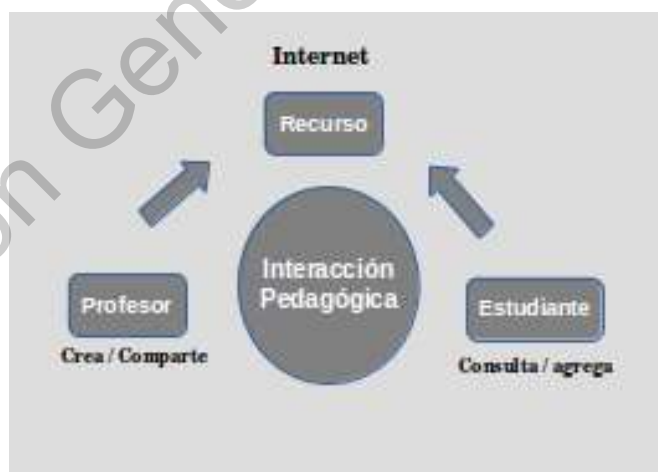 Internet
Recurso
Interacción
Pedagógica
Profesor
Estudiante
Crea / Comparte
Consulta / agrega